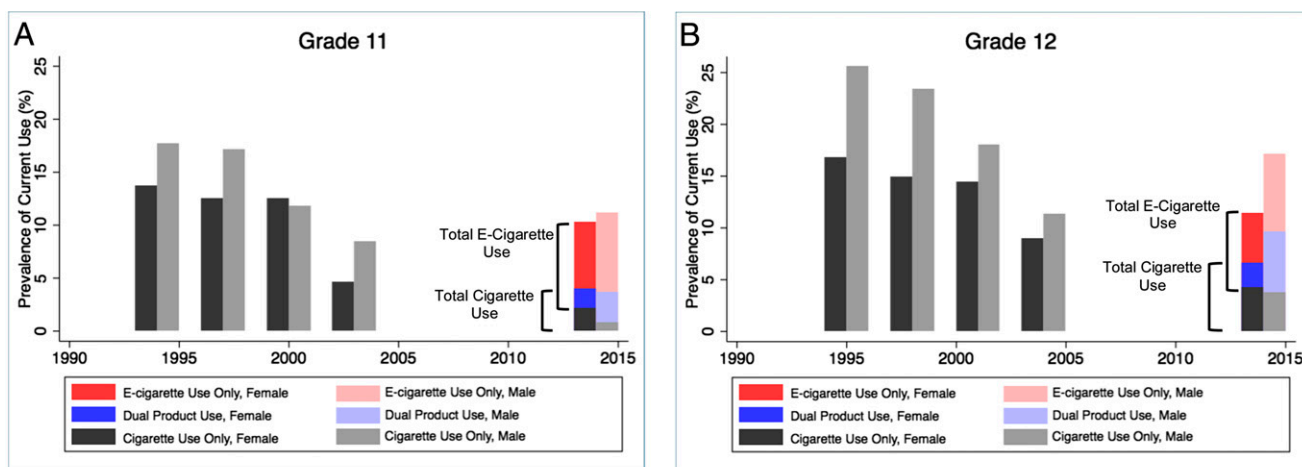 A
Grade 11
Prevalence of Current Use (%)
25
20
15
10
5
0
Total E-Cigarette
Use
Total Cigarette
Use
1990 1995 2000 2005 2010 2015
E-cigarette Use Only, Female E-cigarette Use Only, Male
Dual Product Use, Female Dual Product Use, Male
Cigarette Use Only, Female Cigarette Use Only, Male
B
Grade 12
Prevalence of Current Use (%)
25
20
15
10
5
0
Total E-Cigarette
Use
Total Cigarette
Use
1990 1995 2000 2005 2010 2015
E-cigarette Use Only, Female E-cigarette Use Only, Male
Dual Product Use, Female Dual Product Use, Male
Cigarette Use Only, Female Cigarette Use Only, Male